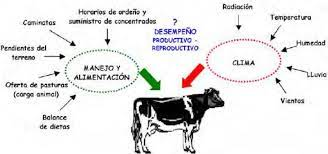 Horarios de ordeño y
suministro de concentrados
Caminatas
Pendientes del
terreno
Oferta de pasturas
(carga animal)
Balance
de dietas
MANEJO Y
ALIMENTACIÓN
?
DESEMPEÑO
PRODUCTIVO -
REPRODUCTIVO
CLIMA
Radiación
Temperatura
Humedad
LLuvia
Vientos